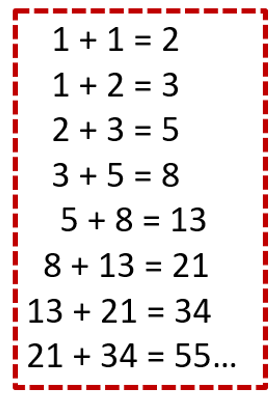 1 + 1 = 2
1 + 2 = 3
2 + 3 = 5
3 + 5 = 8
5 + 8 = 13
8 + 13 = 21
13 + 21 = 34
21 + 34 = 55...